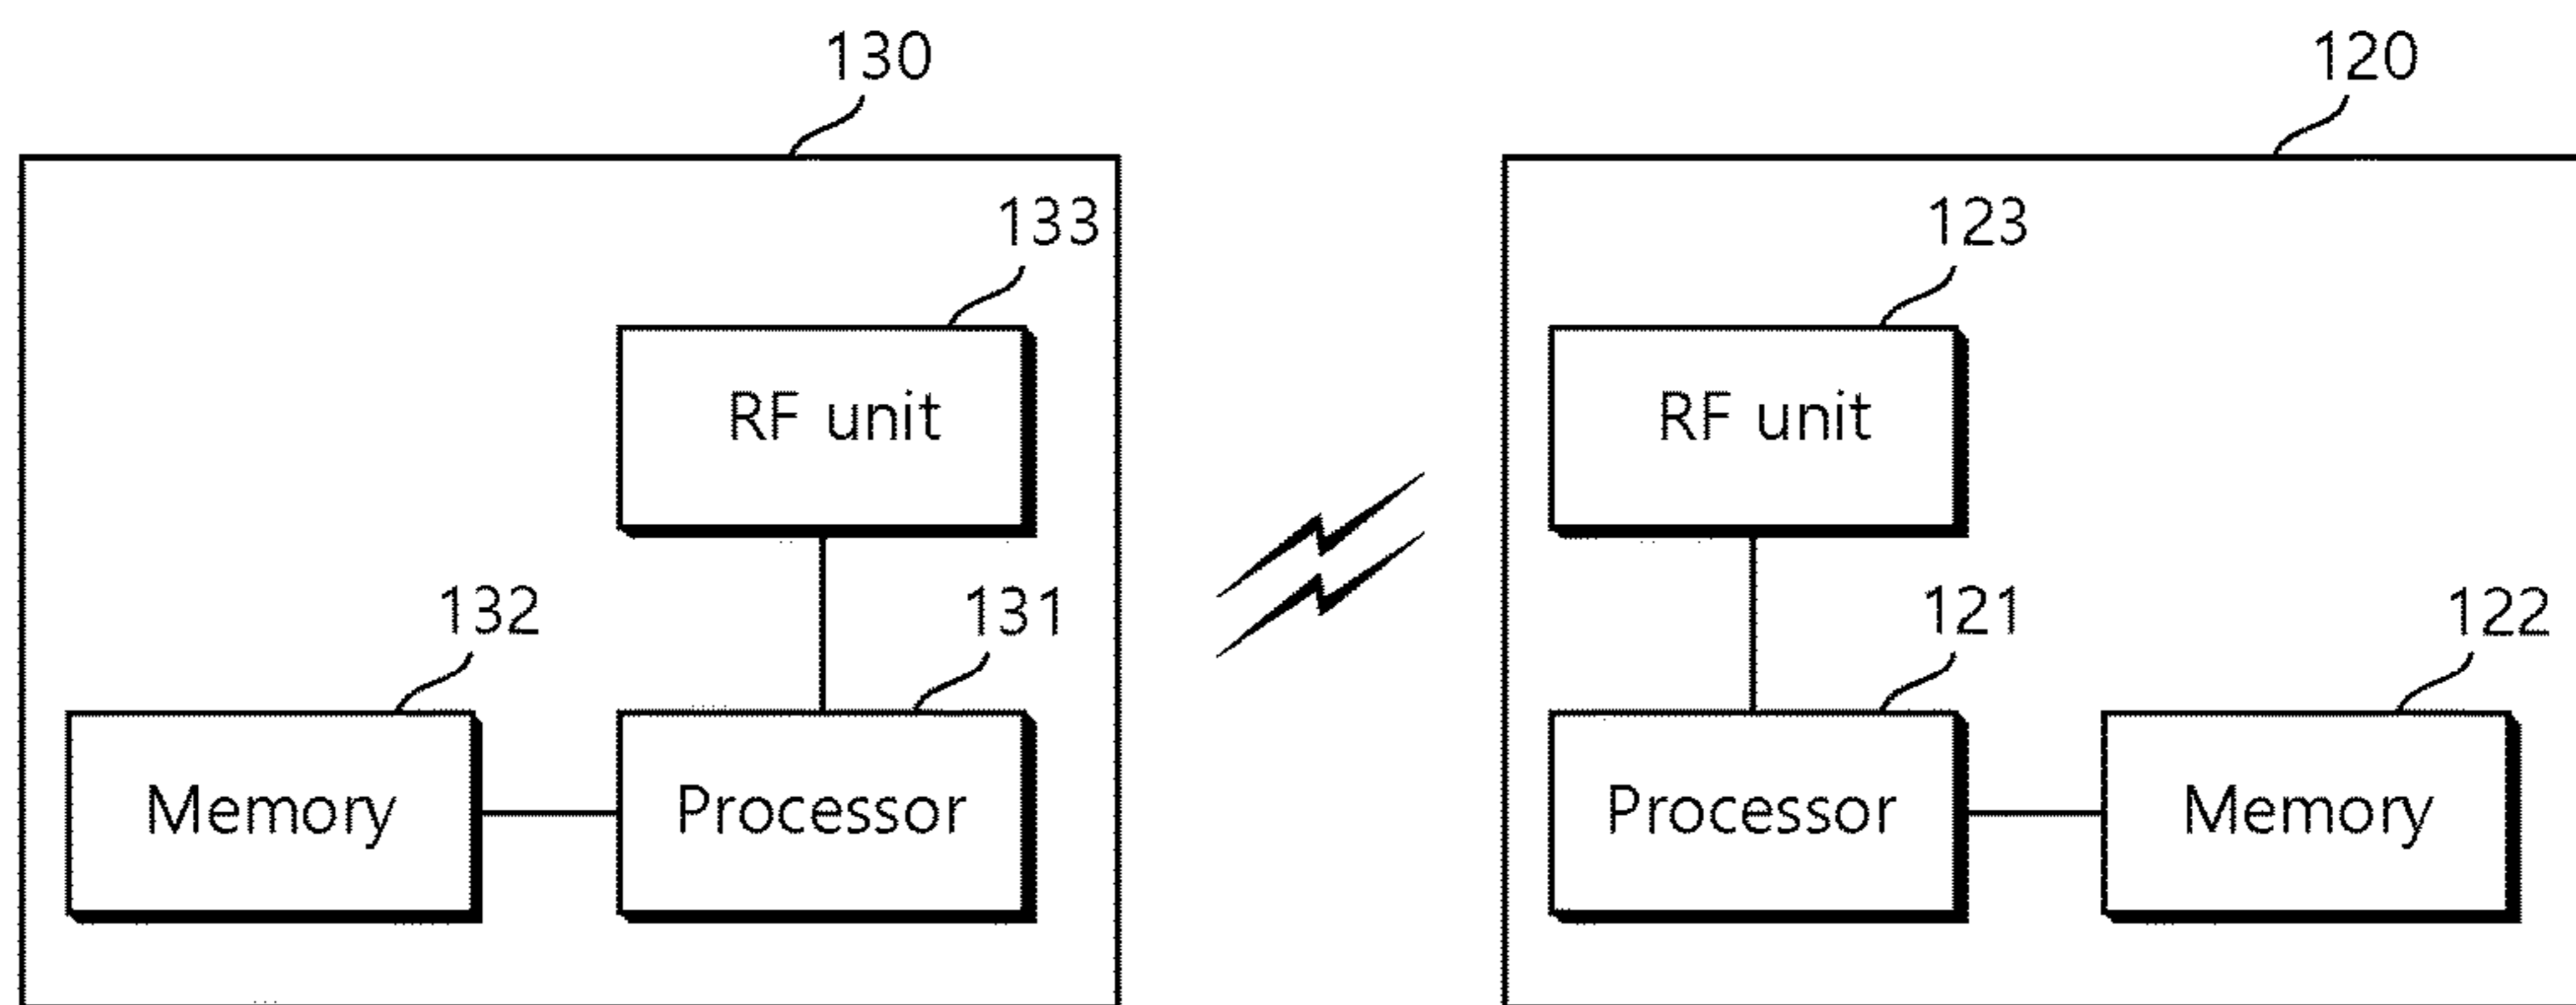 130 120
133 123
RF unit RF unit
132 131 121 122
Memory Processor Processor Memory